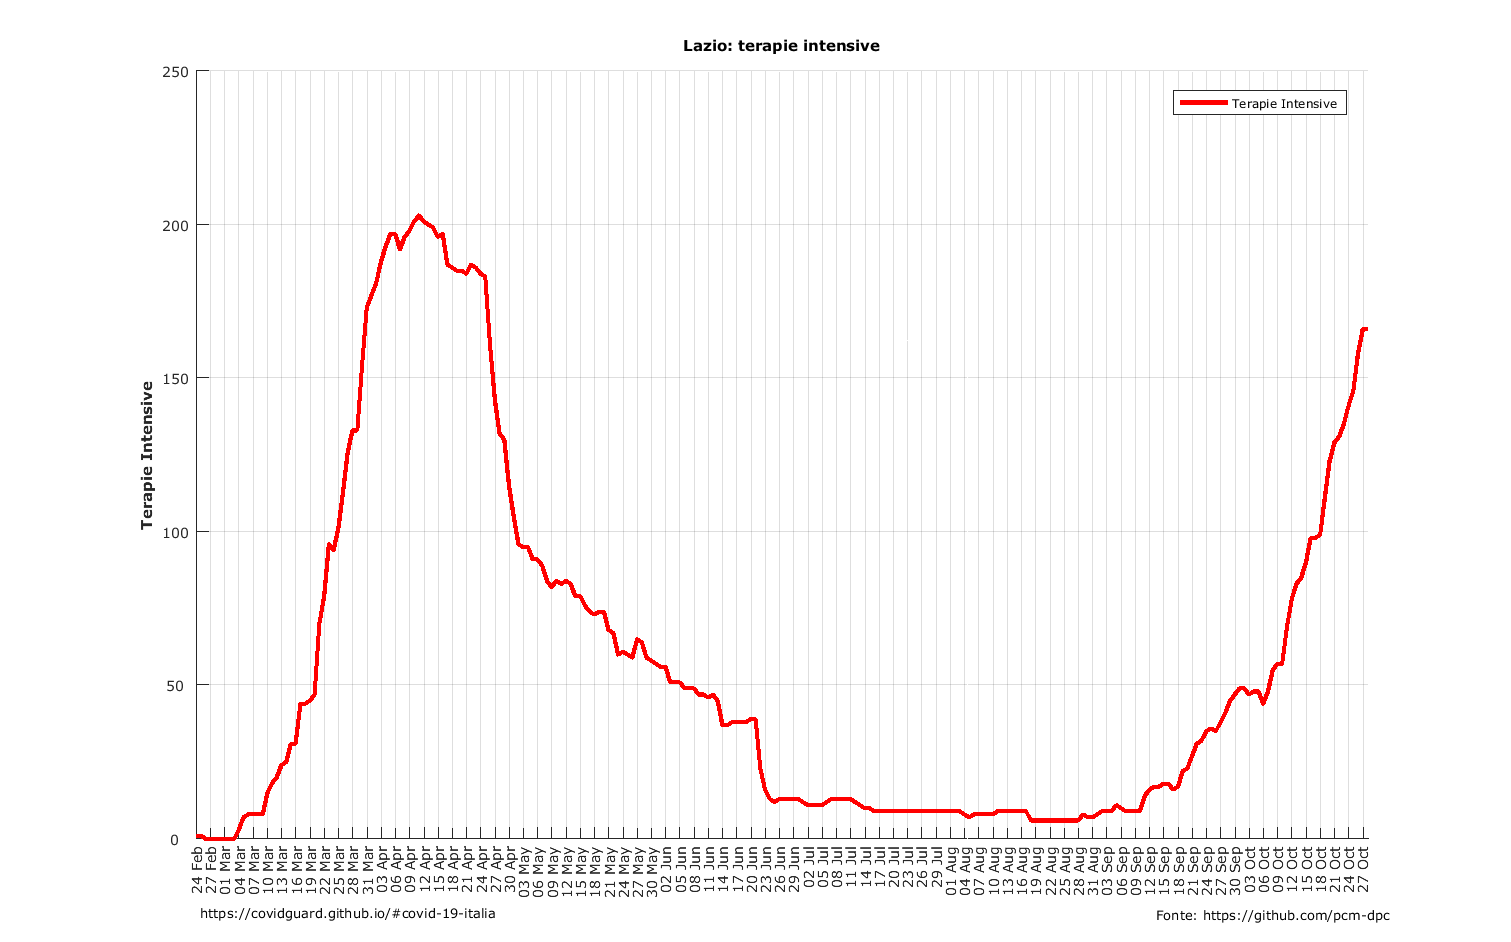 Lazio: terapie intensive
Terapie Intensive
250
200
150
100
50
0
Terapie Intensive
24 Feb
27 Feb
01 Mar
04 Mar
07 Mar
10 Mar
13 Mar
16 Mar
19 Mar
22 Mar
25 Mar
28 Mar
31 Mar
03 Apr
06 Apr
09 Apr
12 Apr
15 Apr
18 Apr
21 Apr
24 Apr
27 Apr
30 Apr
03 May
06 May
09 May
12 May
15 May
18 May
21 May
24 May
27 May
30 May
02 Jun
05 Jun
08 Jun
11 Jun
14 Jun
17 Jun
20 Jun
23 Jun
26 Jun
29 Jun
02 Jul
05 Jul
08 Jul
11 Jul
14 Jul
17 Jul
20 Jul
23 Jul
26 Jul
29 Jul
01 Aug
04 Aug
07 Aug
10 Aug
13 Aug
16 Aug
19 Aug
22 Aug
25 Aug
28 Aug
31 Aug
03 Sep
06 Sep
09 Sep
12 Sep
15 Sep
18 Sep
21 Sep
24 Sep
27 Sep
30 Sep
03 Oct
06 Oct
09 Oct
12 Oct
15 Oct
18 Oct
21 Oct
24 Oct
27 Oct
https://covidguard.github.io/#covid-19-italia
Fonte: https://github.com/pcm-dpc